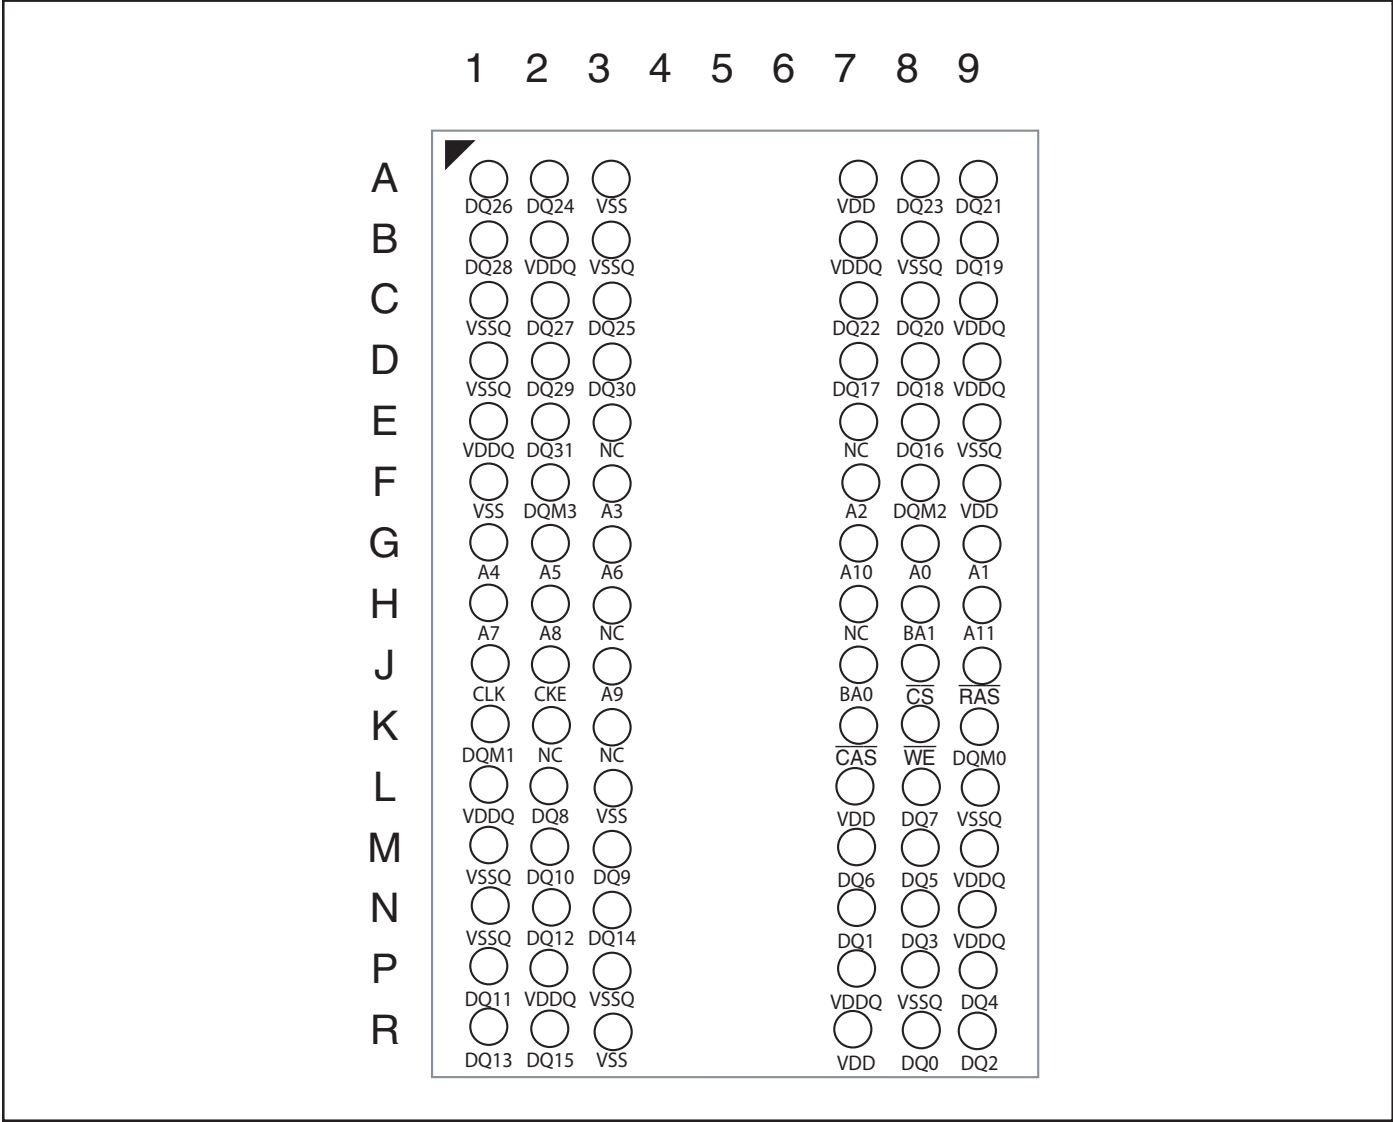 1 2 3 4 5 6 7 8 9
A
DQ26 DQ24 VSS VDD DQ23 DQ21
B
DQ28 VDDQ VSSQ VDDQ VSSQ DQ19
C
VSSQ DQ27 DQ25 DQ22 DQ20 VDDQ
D
VSSQ DQ29 DQ30 DQ17 DQ18 VDDQ
E
VDDQ DQ31 NC NC DQ16 VSSQ
F
VSS DQM3 A3 A2 DQM2 VDD
G
A4 A5 A6 A10 A0 A1
H
A7 A8 NC NC BA1 A11
J
CLK CKE A9 BA0 C̅S̅ R̅A̅S̅
K
DQM1 NC NC C̅A̅S̅ W̅E̅ DQM0
L
VDDQ DQ8 VSS VDD DQ7 VSSQ
M
VSSQ DQ10 DQ9 DQ6 DQ5 VDDQ
N
VSSQ DQ12 DQ14 DQ1 DQ3 VDDQ
P
DQ11 VDDQ VSSQ VDDQ VSSQ DQ4
R
DQ13 DQ15 VSS VDD DQ0 DQ2